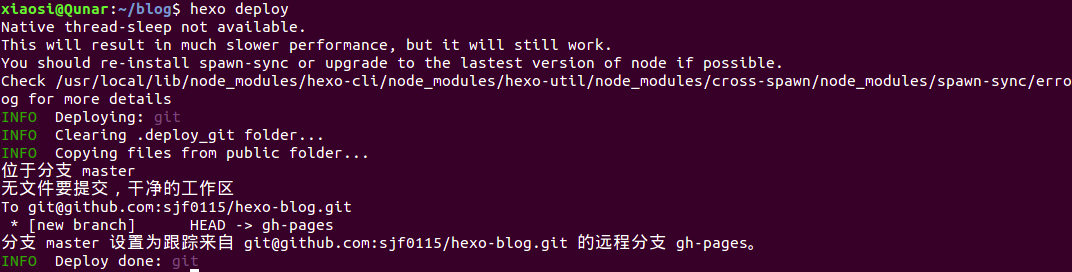 xiaosi@Qunar:~/blog$ hexo deploy
Native thread-sleep not available.
This will result in much slower performance, but it will still work.
You should re-install spawn-sync or upgrade to the lastest version of node if possible.
Check /usr/local/lib/node_modules/hexo-cli/node_modules/hexo-util/node_modules/cross-spawn/node_modules/spawn-sync/erro
og for more details
INFO  Deploying: git
INFO  Clearing .deploy_git folder...
INFO  Copying files from public folder...
位于分支 master
无文件要提交，干净的工作区
To git@github.com:sjf0115/hexo-blog.git
 * [new branch]      HEAD -> gh-pages
分支 master 设置为跟踪来自 git@github.com:sjf0115/hexo-blog.git 的远程分支 gh-pages。
INFO  Deploy done: git